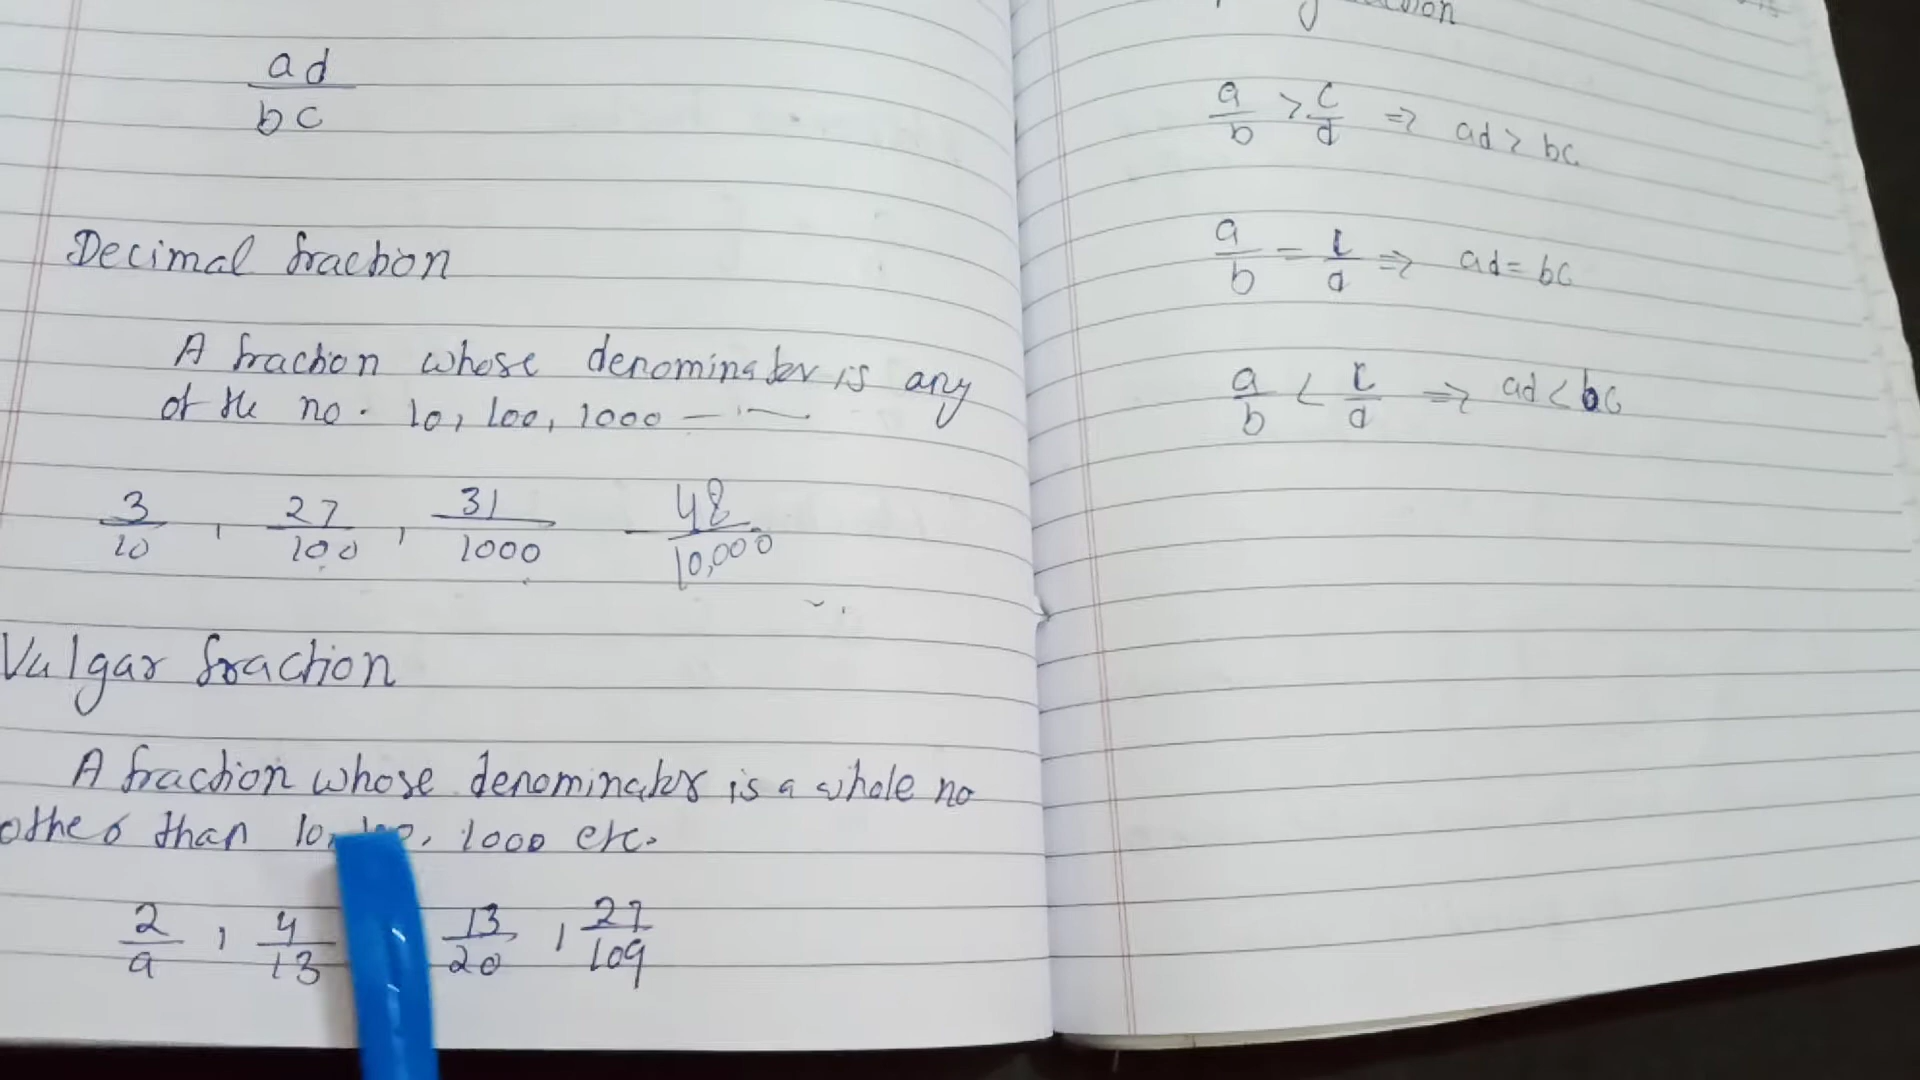 ad
bc
Decimal fraction
A fraction whose denominator is any
of the no. 10, 100, 1000 -----
3/10 , 27/100 , 31/1000 - 48/10,000
Vulgar fraction
A fraction whose denominator is a whole no
other than 10, 1000 etc.
2/9 , 4/13 13/20 , 27/109
a/b > c/d ⇒ ad > bc
a/b = c/d ⇒ ad = bc
a/b < c/d ⇒ ad < bc